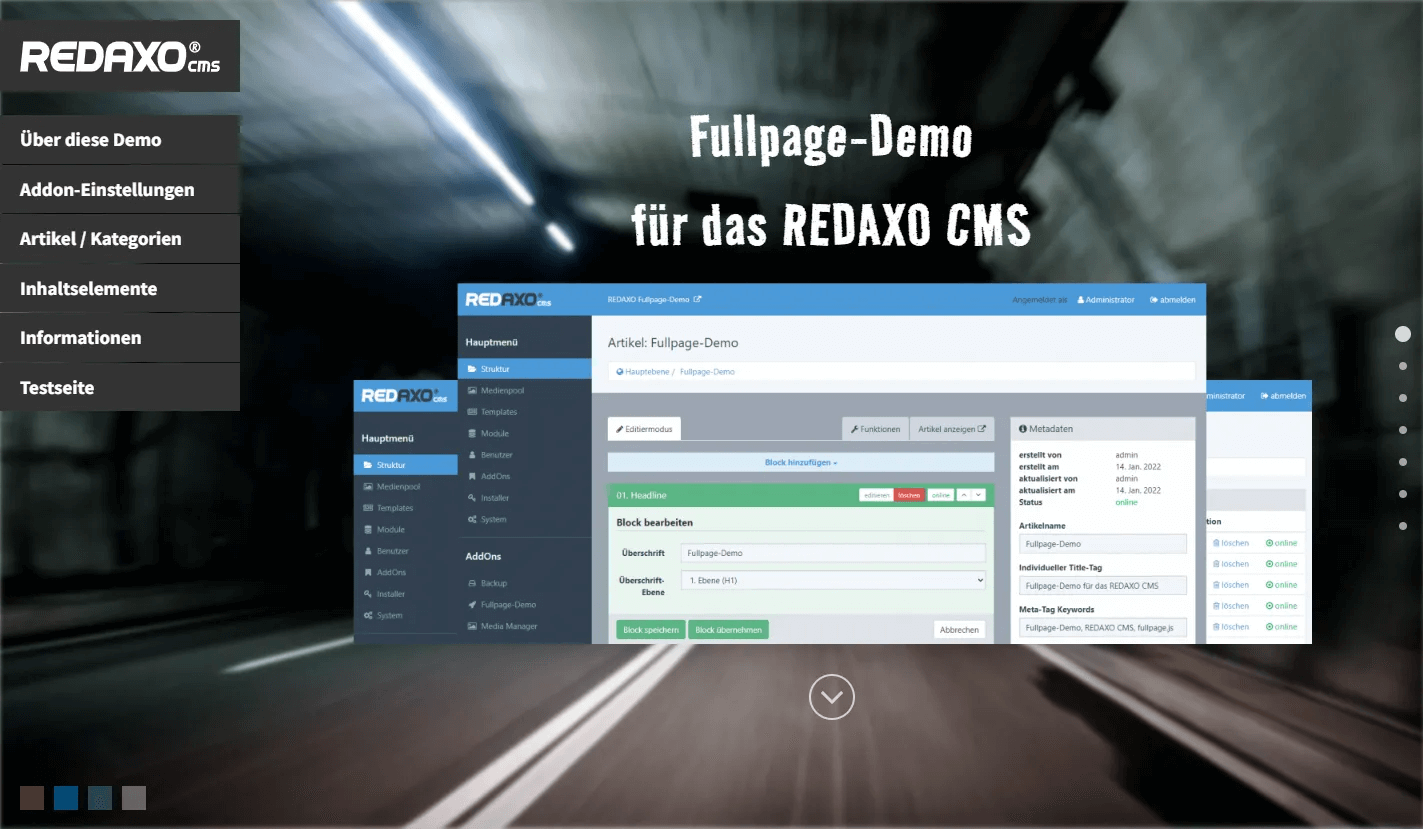 REDAXO® cms
Über diese Demo
Addon-Einstellungen
Artikel / Kategorien
Inhaltselemente
Informationen
Testseite
Fullpage-Demo
für das REDAXO CMS
REDAXO® cms
REDAXO Fullpage-Demo
Angemeldet als Administrator abmelden
Hauptmenü
Struktur
Medienpool
Templates
Module
Benutzer
AddOns
Installer
System
AddOns
Backup
Fullpage-Demo
Media Manager
Artikel: Fullpage-Demo
Hauptebene / Fullpage-Demo
Editiermodus
Funktionen
Artikel anzeigen
Block hinzufügen
01. Headline
editieren löschen online
Block bearbeiten
Überschrift Fullpage-Demo
Überschrift-
Ebene
1. Ebene (H1)
Block speichern Block übernehmen Abbrechen
Metadaten
erstellt von admin
erstellt am 14. Jan. 2022
aktualisiert von admin
aktualisiert am 14. Jan. 2022
Status online
Artikelname
Fullpage-Demo
Individueller Title-Tag
Fullpage-Demo für das REDAXO CMS
Meta-Tag Keywords
Fullpage-Demo, REDAXO CMS, fullpage.js
REDAXO® cms
Hauptmenü
Struktur
Medienpool
Templates
Module
Benutzer
AddOns
Installer
System
ministrator abmelden
tion
löschen online
löschen online
löschen online
löschen online
löschen online